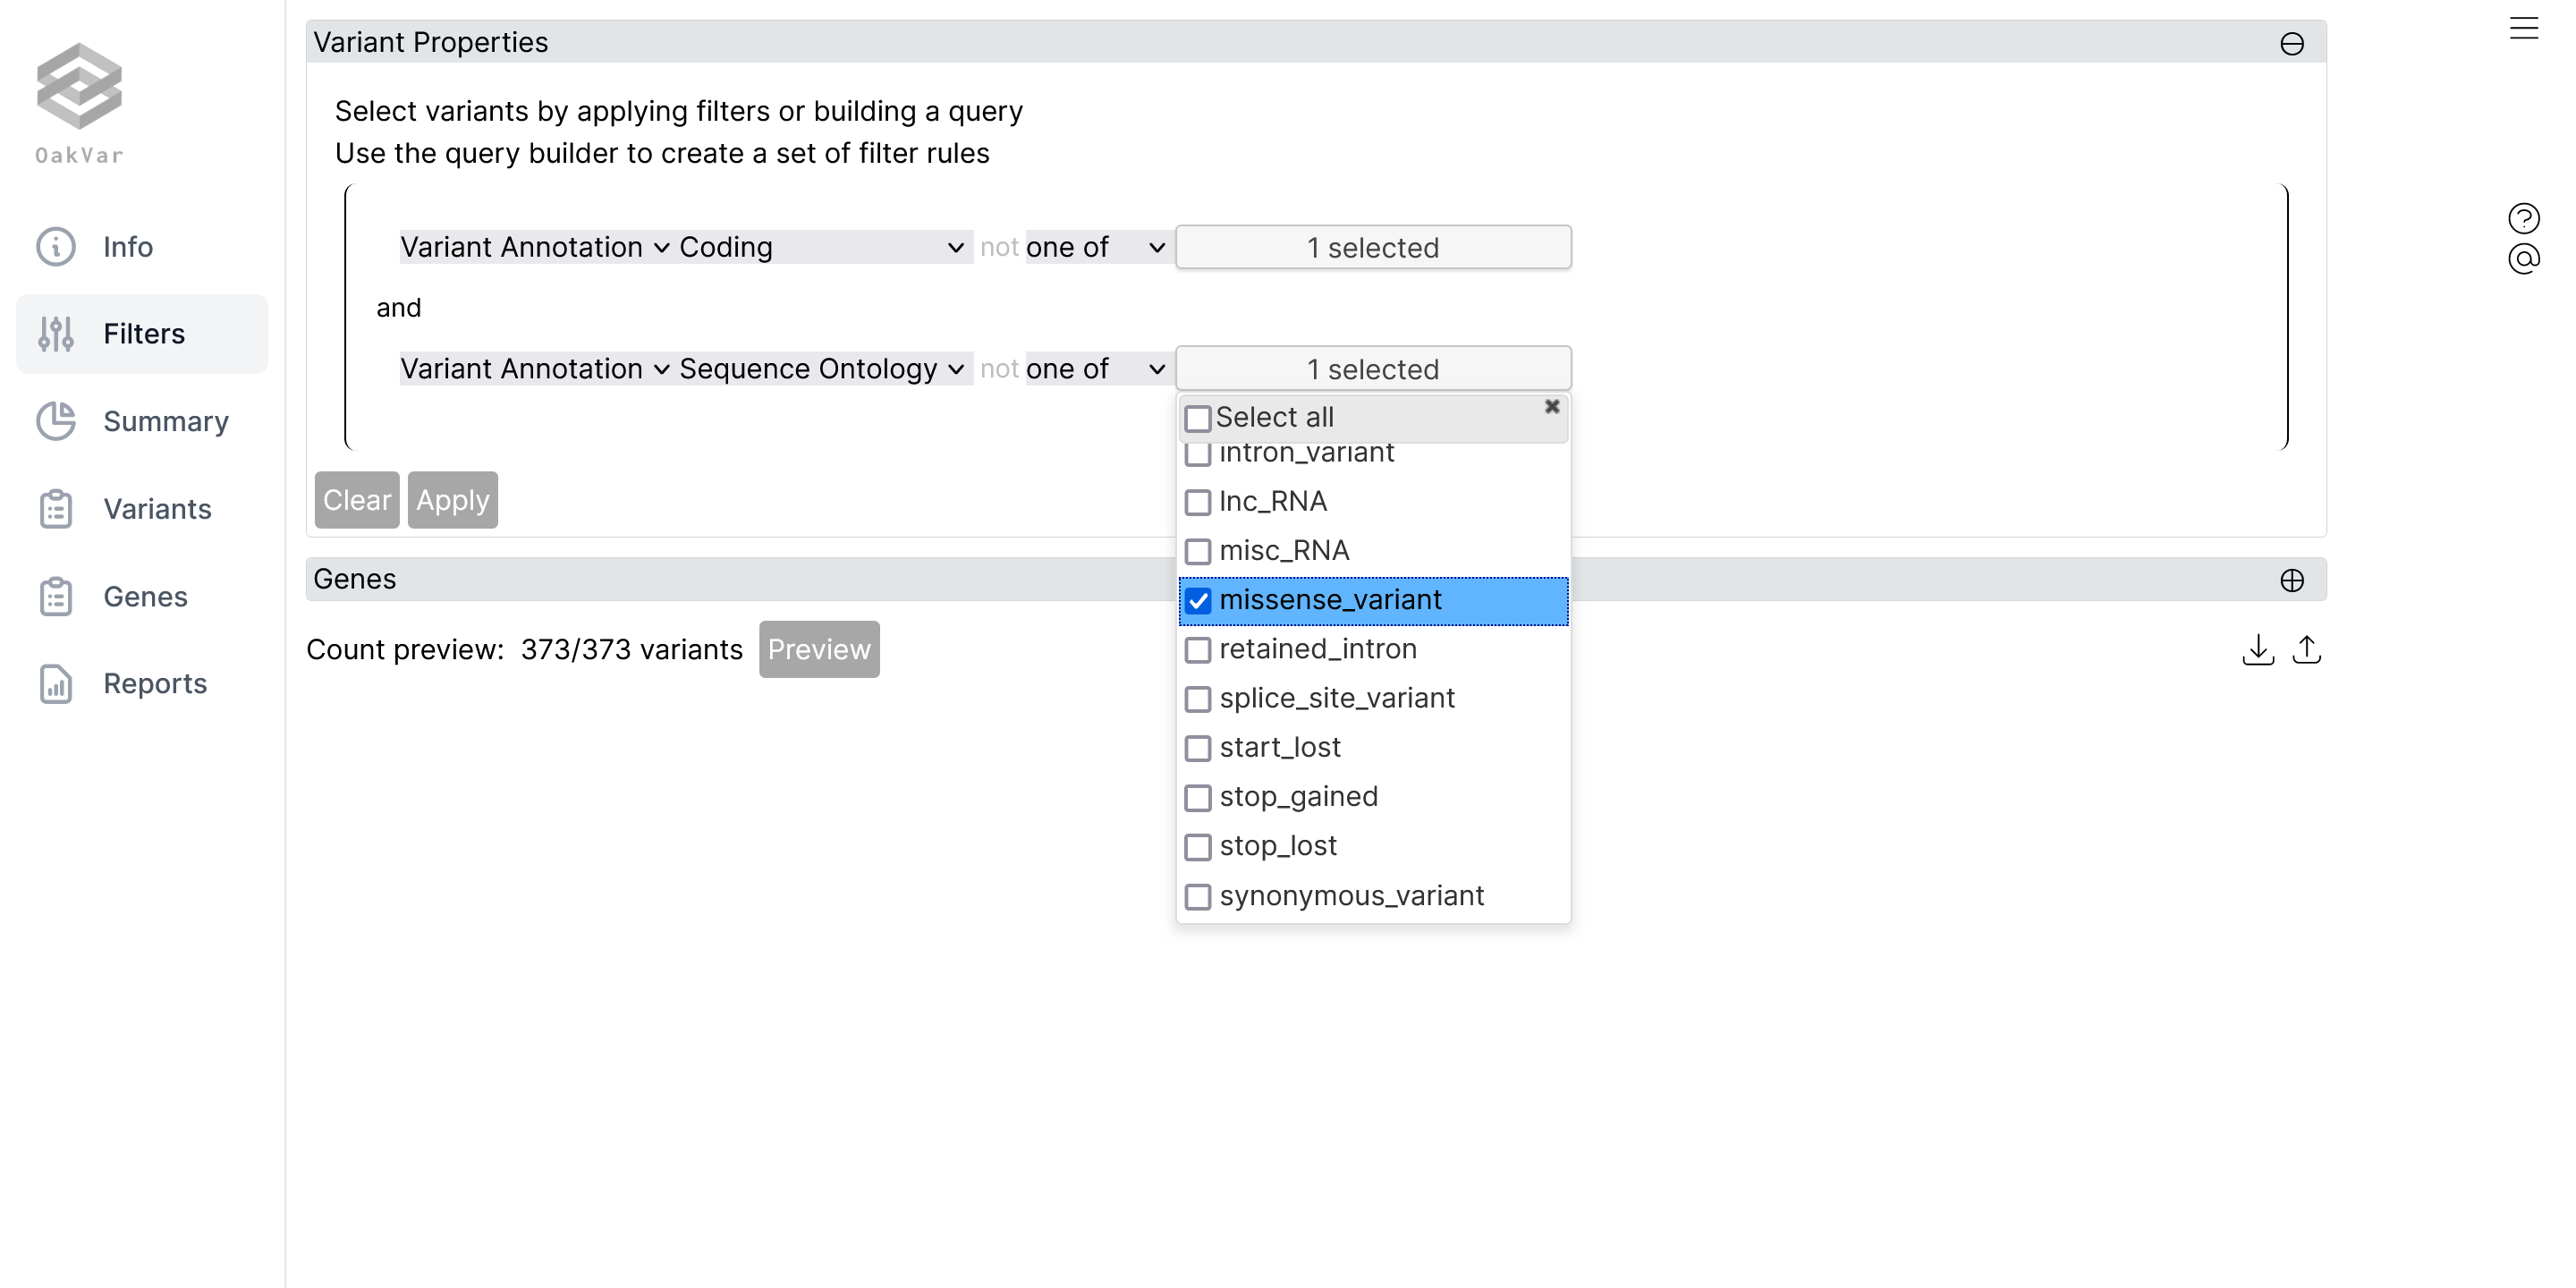 OakVar
Info
Filters
Summary
Variants
Genes
Reports
Variant Properties
Select variants by applying filters or building a query
Use the query builder to create a set of filter rules
Variant Annotation Coding not one of 1 selected
and
Variant Annotation Sequence Ontology not one of 1 selected
Select all
intron_variant
lnc_RNA
misc_RNA
missense_variant
retained_intron
splice_site_variant
start_lost
stop_gained
stop_lost
synonymous_variant
Clear Apply
Genes
Count preview: 373/373 variants Preview